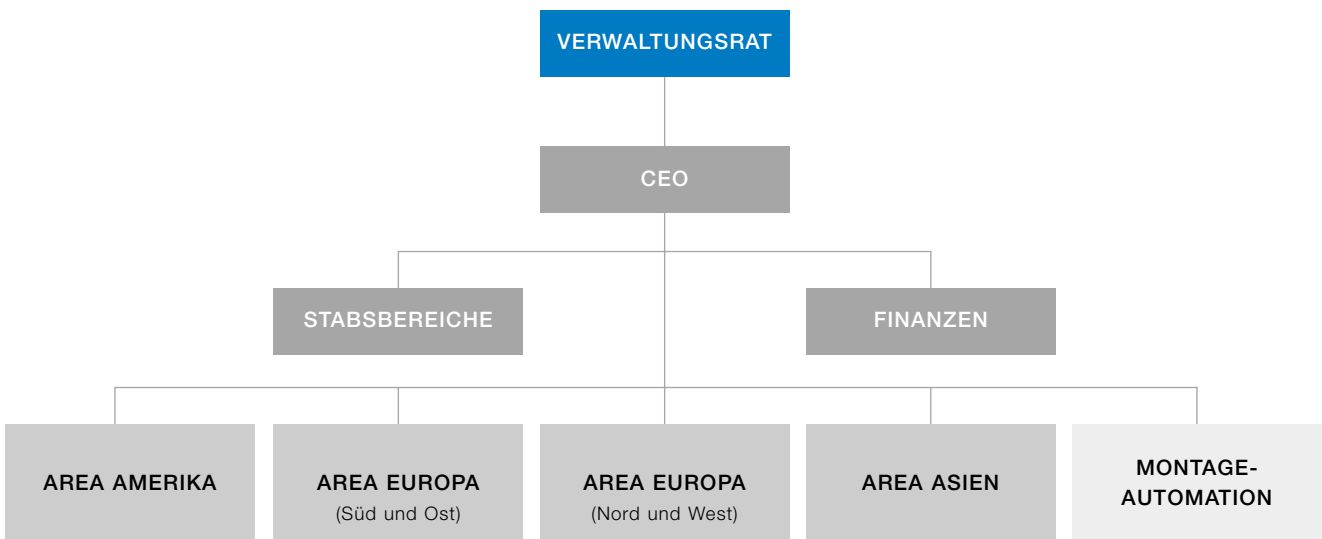 VERWALTUNGSRAT
CEO
STABSBEREICHE
FINANZEN
AREA AMERIKA
AREA EUROPA
(Süd und Ost)
AREA EUROPA
(Nord und West)
AREA ASIEN
MONTAGE-
AUTOMATION